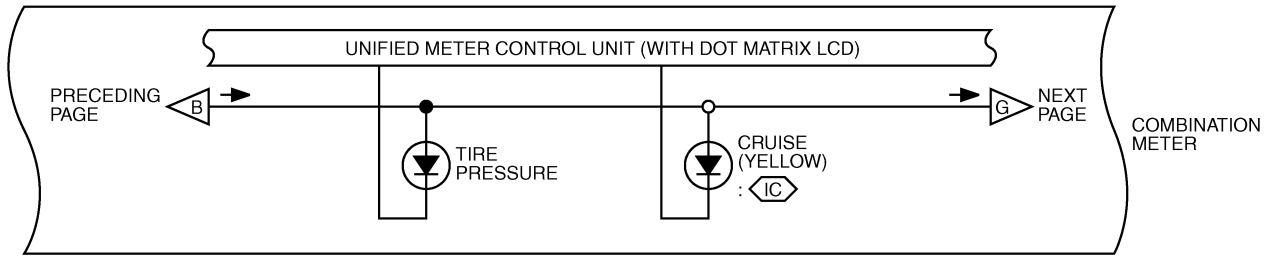 UNIFIED METER CONTROL UNIT (WITH DOT MATRIX LCD)
PRECEDING
PAGE
B
G
NEXT
PAGE
COMBINATION
METER
TIRE
PRESSURE
CRUISE
(YELLOW)
: IC